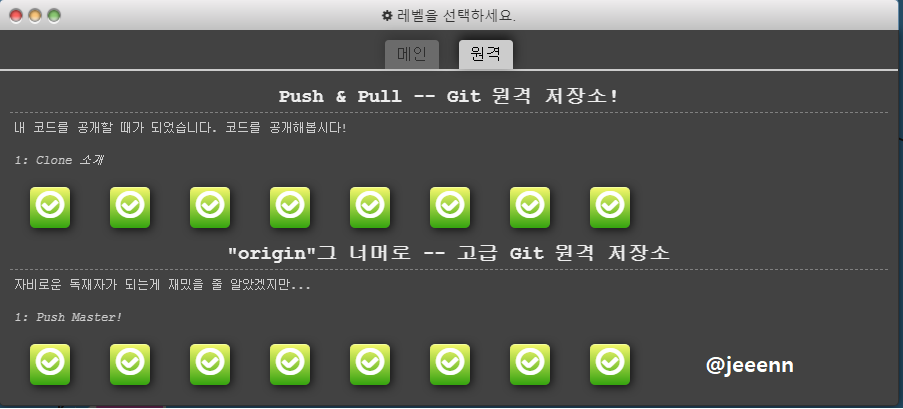 레벨을 선택하세요.
메인 원격
Push & Pull -- Git 원격 저장소!
내 코드를 공개할 때가 되었습니다. 코드를 공개해봅시다!
1: Clone 소개
"origin"그 너머로 -- 고급 Git 원격 저장소
자비로운 독재자가 되는게 재밌을 줄 알았겠지만...
1: Push Master!
@jeeenn